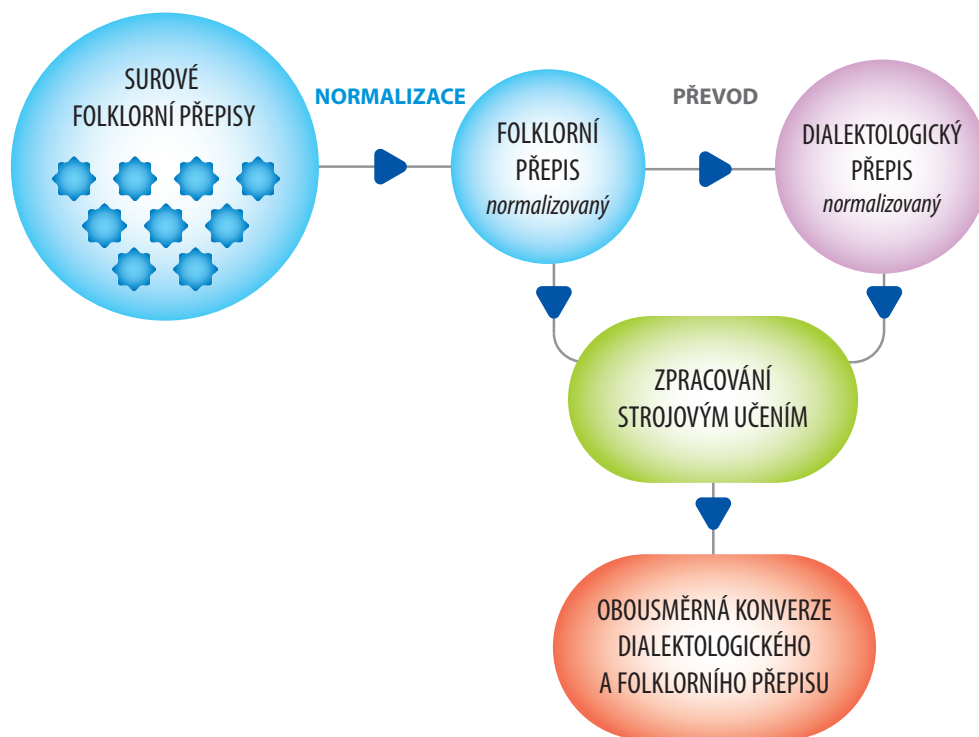 SUROVÉ
FOLKLORNÍ PŘEPISY
NORMALIZACE
FOLKLORNÍ
PŘEPIS
normalizovaný
PŘEVOD
DIALEKTOLOGICKÝ
PŘEPIS
normalizovaný
ZPRACOVÁNÍ
STROJOVÝM UČENÍM
OBOUSMĚRNÁ KONVERZE
DIALEKTOLOGICKÉHO
A FOLKLORNÍHO PŘEPISU